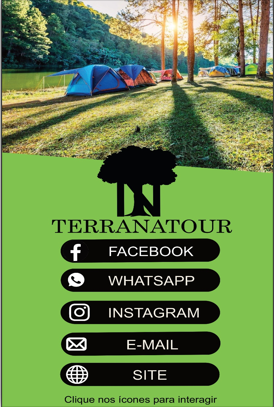 TERRANATOUR
FACEBOOK
WHATSAPP
INSTAGRAM
E-MAIL
SITE
Clique nos ícones para interagir